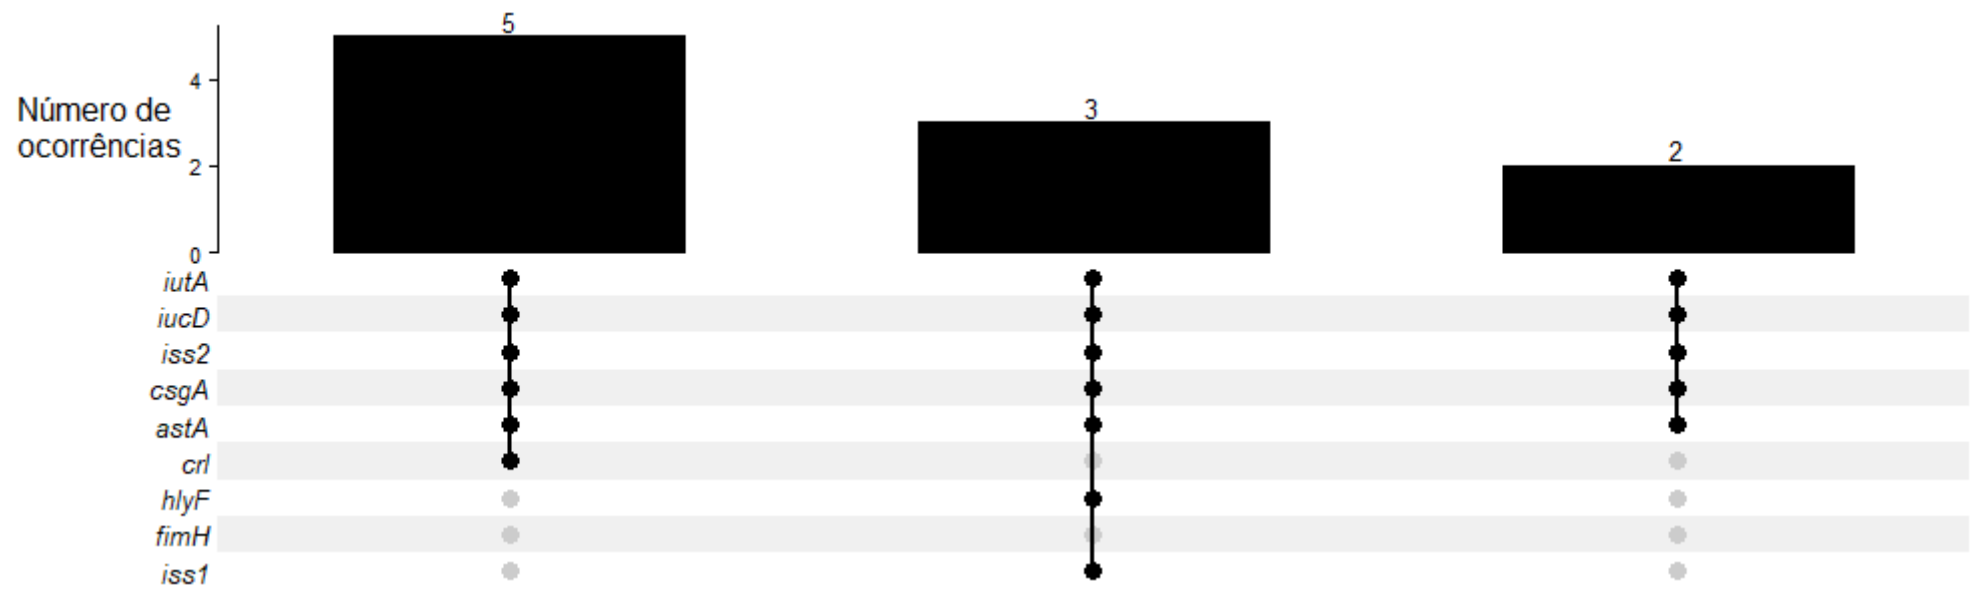 5
4
3
Número de
ocorrências
2
2
0
iutA
iucD
iss2
csgA
astA
crl
hlyF
fimH
iss1